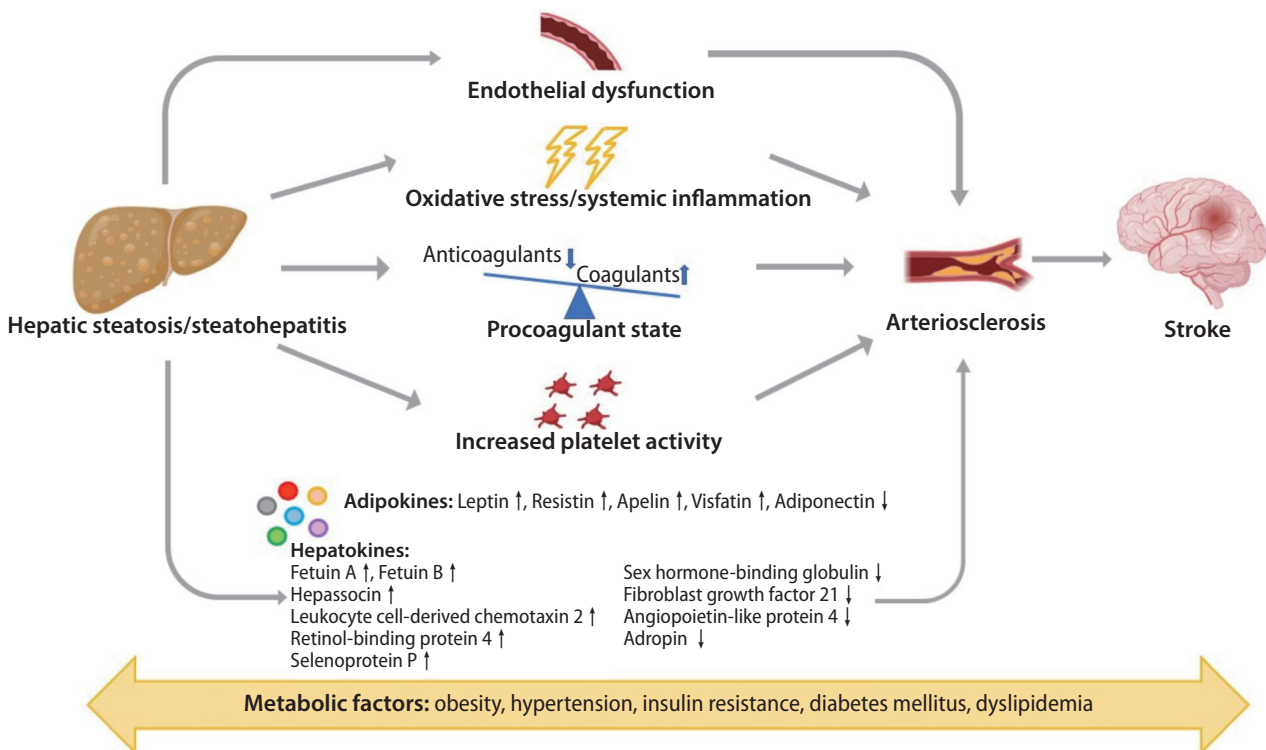 Endothelial dysfunction
Oxidative stress/systemic inflammation
Anticoagulants
Coagulants
Procoagulant state
Hepatic steatosis/steatohepatitis
Arteriosclerosis
Stroke
Increased platelet activity
Adipokines: Leptin ↑, Resistin ↑, Apelin ↑, Visfatin ↑, Adiponectin ↓
Hepatokines:
Fetuin A ↑, Fetuin B ↑
Hepassocin ↑
Leukocyte cell-derived chemotaxin 2 ↑
Retinol-binding protein 4 ↑
Selenoprotein P ↑
Sex hormone-binding globulin ↓
Fibroblast growth factor 21 ↓
Angiopoietin-like protein 4 ↓
Adropin ↓
Metabolic factors: obesity, hypertension, insulin resistance, diabetes mellitus, dyslipidemia